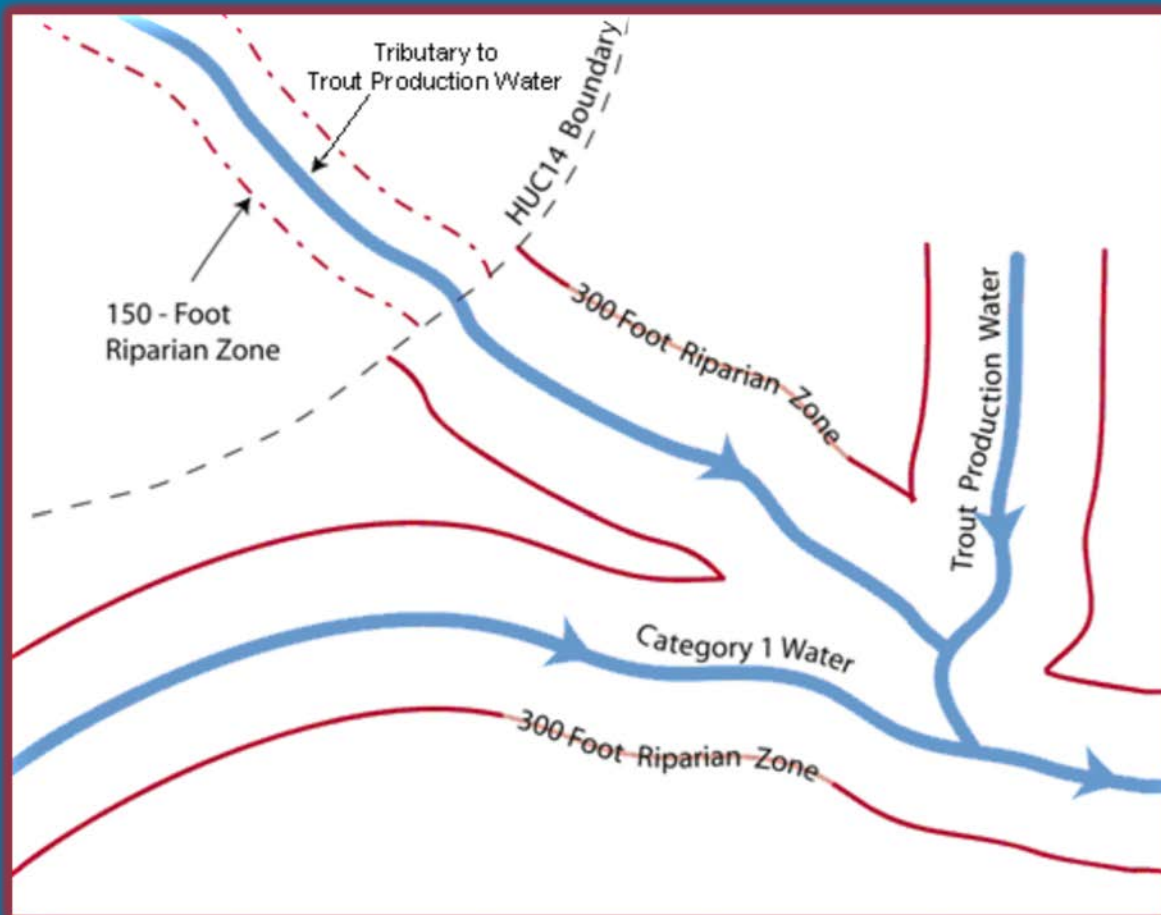 Tributary to
Trout Production Water
HUC14 Boundary
150 - Foot
Riparian Zone
300 Foot Riparian Zone
Trout Production Water
Category 1 Water
300 Foot Riparian Zone